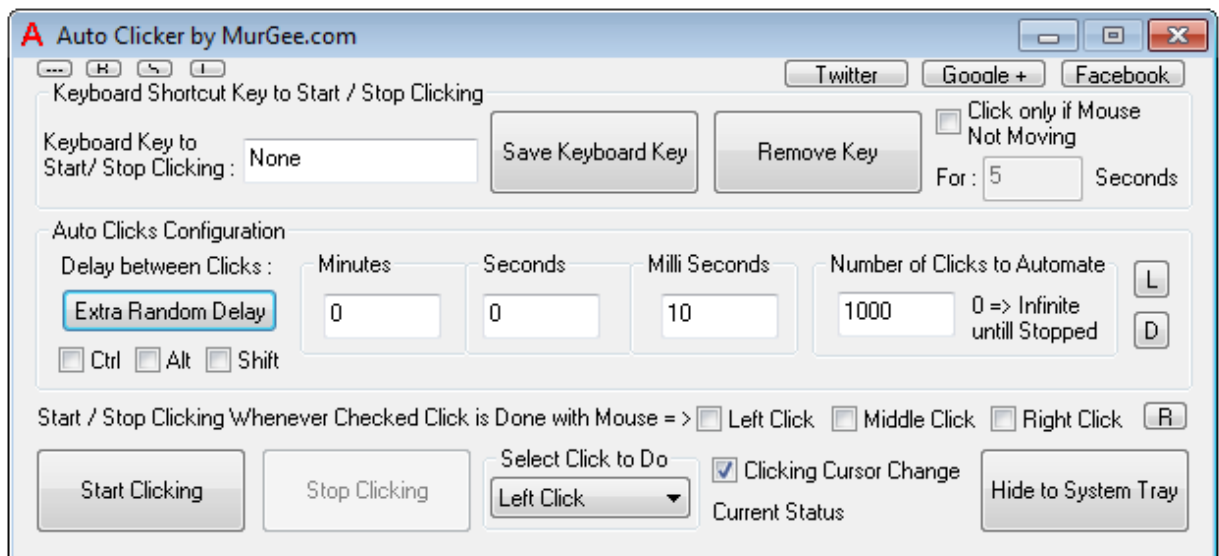 A Auto Clicker by MurGee.com
--- K L
Twitter Google + Facebook
Keyboard Shortcut Key to Start / Stop Clicking
Click only if Mouse
Not Moving
Keyboard Key to
Start/ Stop Clicking : None
Save Keyboard Key
Remove Key
For : 5 Seconds
Auto Clicks Configuration
Delay between Clicks :
Minutes
Seconds
Milli Seconds
Number of Clicks to Automate
L
Extra Random Delay
0
0
10
1000
0 => Infinite
untill Stopped
D
Ctrl Alt Shift
Start / Stop Clicking Whenever Checked Click is Done with Mouse = > Left Click Middle Click Right Click R
Start Clicking
Stop Clicking
Select Click to Do
Left Click
Clicking Cursor Change
Current Status
Hide to System Tray